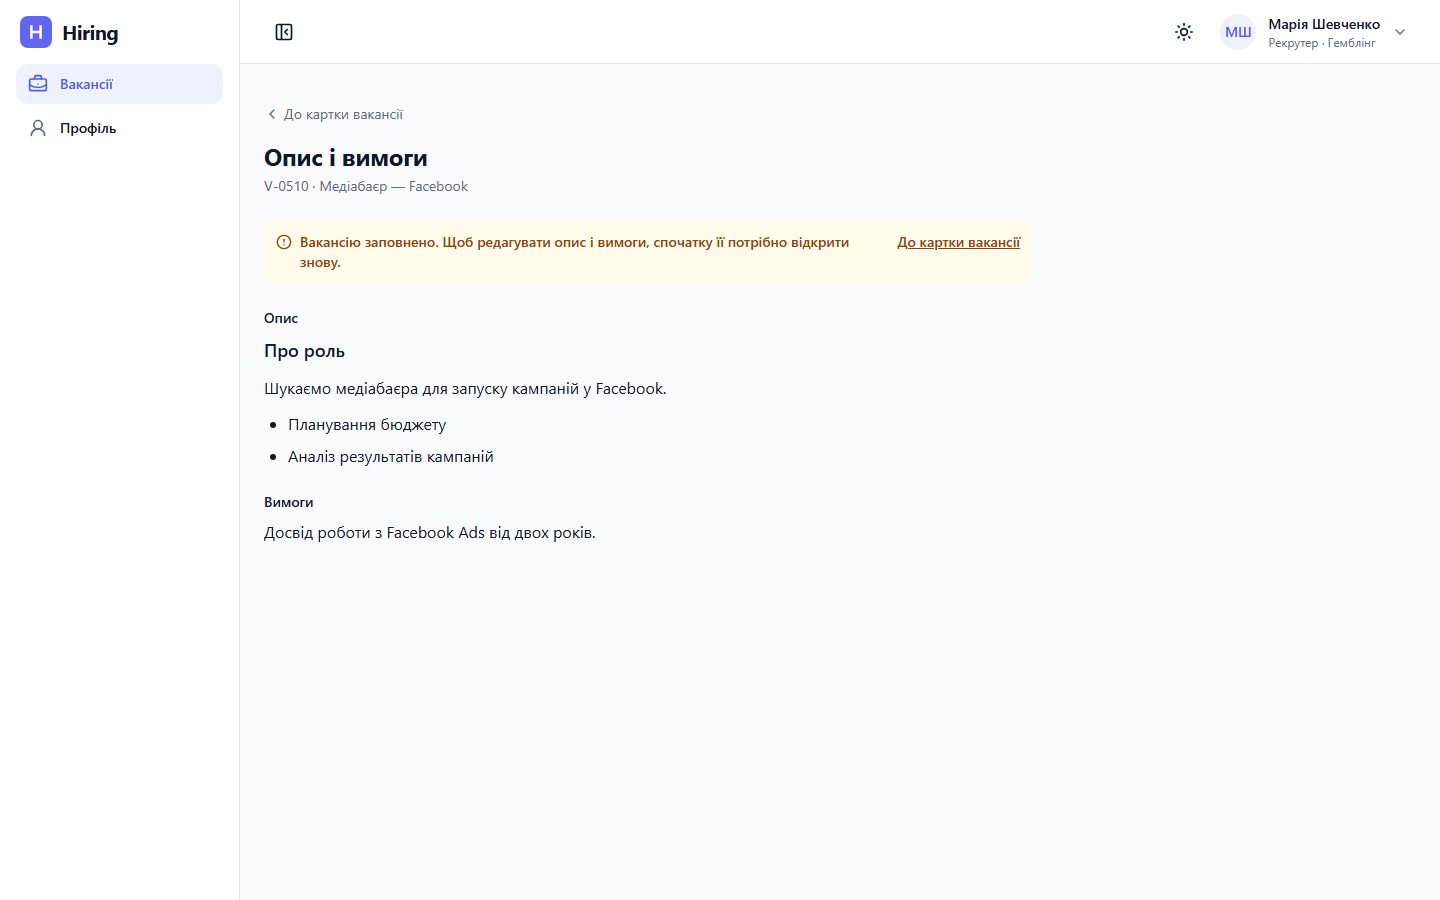 H Hiring
Вакансії
Профіль
МШ
Марія Шевченко
Рекрутер · Гемблінг
До картки вакансії
Опис і вимоги
V-0510 · Медіабаєр — Facebook
Вакансію заповнено. Щоб редагувати опис і вимоги, спочатку її потрібно відкрити
знову.
До картки вакансії
Опис
Про роль
Шукаємо медіабаєра для запуску кампаній у Facebook.
Планування бюджету
Аналіз результатів кампаній
Вимоги
Досвід роботи з Facebook Ads від двох років.